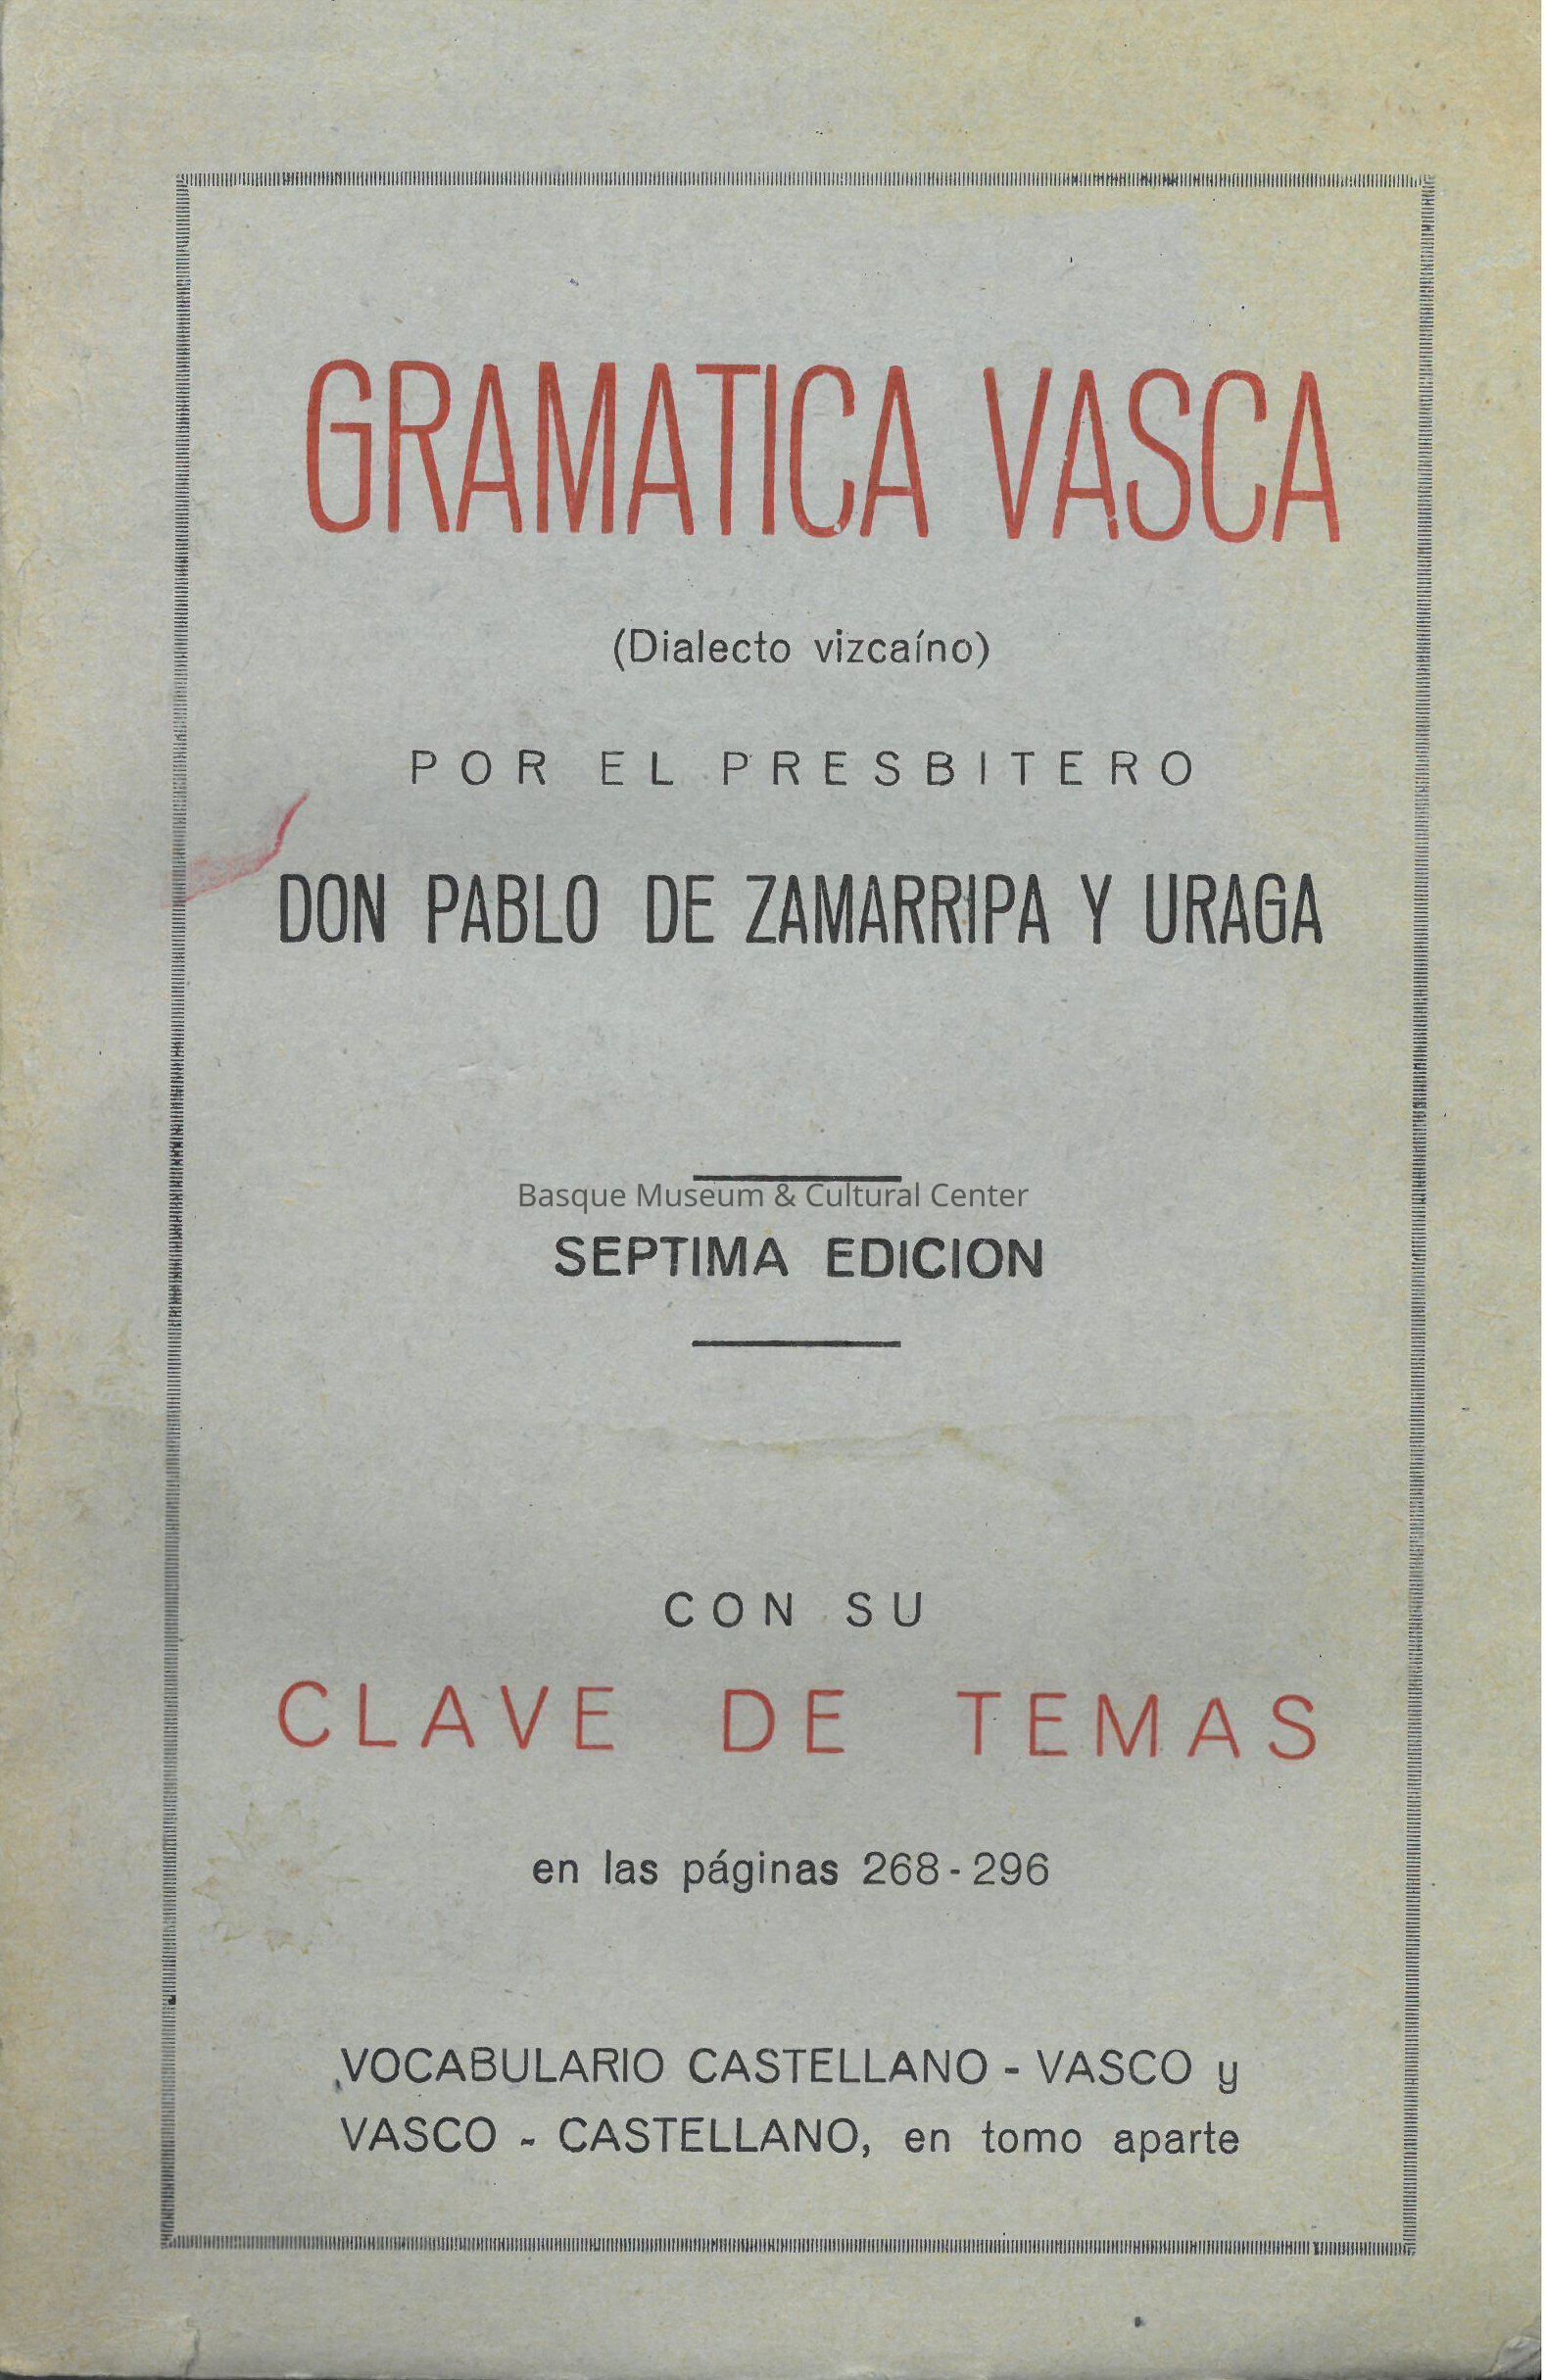 GRAMATICA VASCA
(Dialecto vizcaíno)
POR EL PRESBITERO
DON PABLO DE ZAMARRIPA Y URAGA
Basque Museum & Cultural Center
SEPTIMA EDICION
CON SU
CLAVE DE TEMAS
en las páginas 268-296
VOCABULARIO CASTELLANO - VASCO y
VASCO - CASTELLANO, en tomo aparte